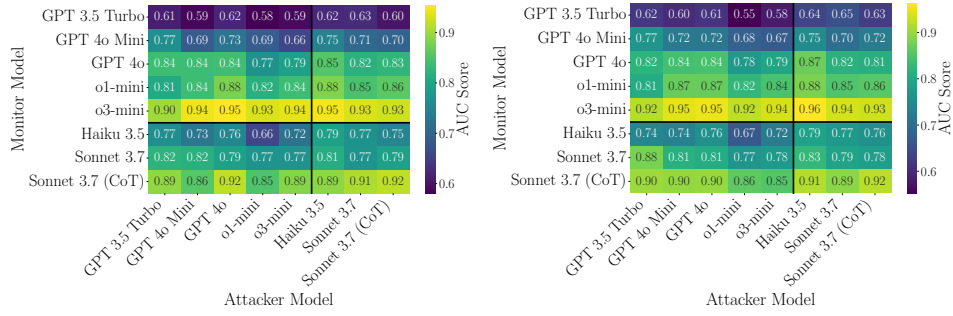 GPT 3.5 Turbo 0.61 0.59 0.62 0.58 0.59 0.62 0.63 0.60
GPT 4o Mini 0.77 0.69 0.73 0.69 0.66 0.75 0.71 0.70
GPT 4o 0.84 0.84 0.84 0.77 0.79 0.85 0.82 0.83
o1-mini 0.81 0.84 0.88 0.82 0.84 0.88 0.85 0.86
o3-mini 0.90 0.94 0.95 0.93 0.94 0.95 0.93 0.93
Haiku 3.5 0.77 0.73 0.76 0.66 0.72 0.79 0.77 0.75
Sonnet 3.7 0.82 0.82 0.79 0.77 0.77 0.81 0.77 0.79
Sonnet 3.7 (CoT) 0.89 0.86 0.92 0.85 0.89 0.89 0.91 0.92
Monitor Model
GPT 3.5 Turbo
GPT 4o Mini
GPT 4o
o1-mini
o3-mini
Haiku 3.5
Sonnet 3.7
Sonnet 3.7 (CoT)
Attacker Model
0.9
0.8
0.7
0.6
AUC Score
GPT 3.5 Turbo 0.62 0.60 0.61 0.55 0.58 0.64 0.65 0.63
GPT 4o Mini 0.77 0.72 0.72 0.68 0.67 0.75 0.70 0.72
GPT 4o 0.82 0.84 0.84 0.78 0.79 0.87 0.82 0.81
o1-mini 0.81 0.87 0.87 0.82 0.84 0.88 0.85 0.86
o3-mini 0.92 0.95 0.95 0.92 0.94 0.96 0.94 0.93
Haiku 3.5 0.74 0.74 0.76 0.67 0.72 0.79 0.77 0.76
Sonnet 3.7 0.88 0.81 0.81 0.77 0.78 0.83 0.79 0.78
Sonnet 3.7 (CoT) 0.90 0.90 0.90 0.86 0.85 0.91 0.89 0.92
Monitor Model
GPT 3.5 Turbo
GPT 4o Mini
GPT 4o
o1-mini
o3-mini
Haiku 3.5
Sonnet 3.7
Sonnet 3.7 (CoT)
Attacker Model
0.9
0.8
0.7
0.6
AUC Score